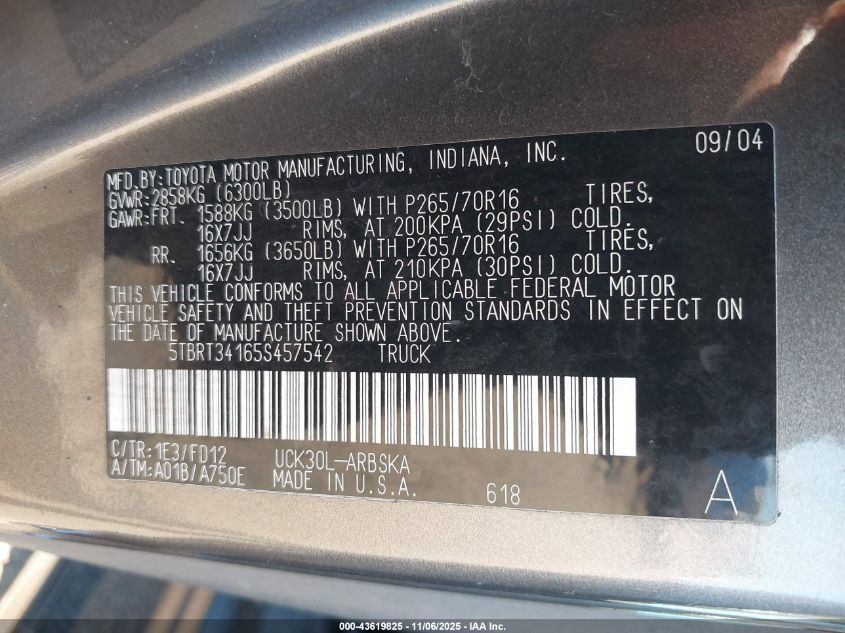 09/04
MFD.BY:TOYOTA MOTOR MANUFACTURING, INDIANA, INC.
GVWR:2858KG (6300LB)
GAWR:FRT. 1588KG (3500LB) WITH P265/70R16 TIRES,
16X7JJ RIMS, AT 200KPA (29PSI) COLD.
RR. 1656KG (3650LB) WITH P265/70R16 TIRES,
16X7JJ RIMS, AT 210KPA (30PSI) COLD.
THIS VEHICLE CONFORMS TO ALL APPLICABLE FEDERAL MOTOR
VEHICLE SAFETY AND THEFT PREVENTION STANDARDS IN EFFECT ON
THE DATE OF MANUFACTURE SHOWN ABOVE.
5TBRT34165S457542 TRUCK
C/TR:1E3/FD12 UCK30L-ARBSKA
A/TM:A01B/A750E MADE IN U.S.A.
618 A
000-43619825 - 11/06/2025 - IAA Inc.